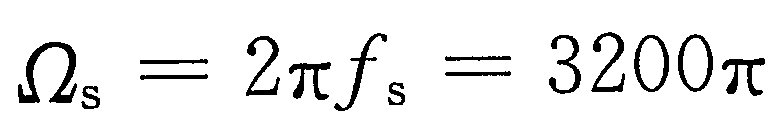 Ωₛ = 2πfₛ = 3200π